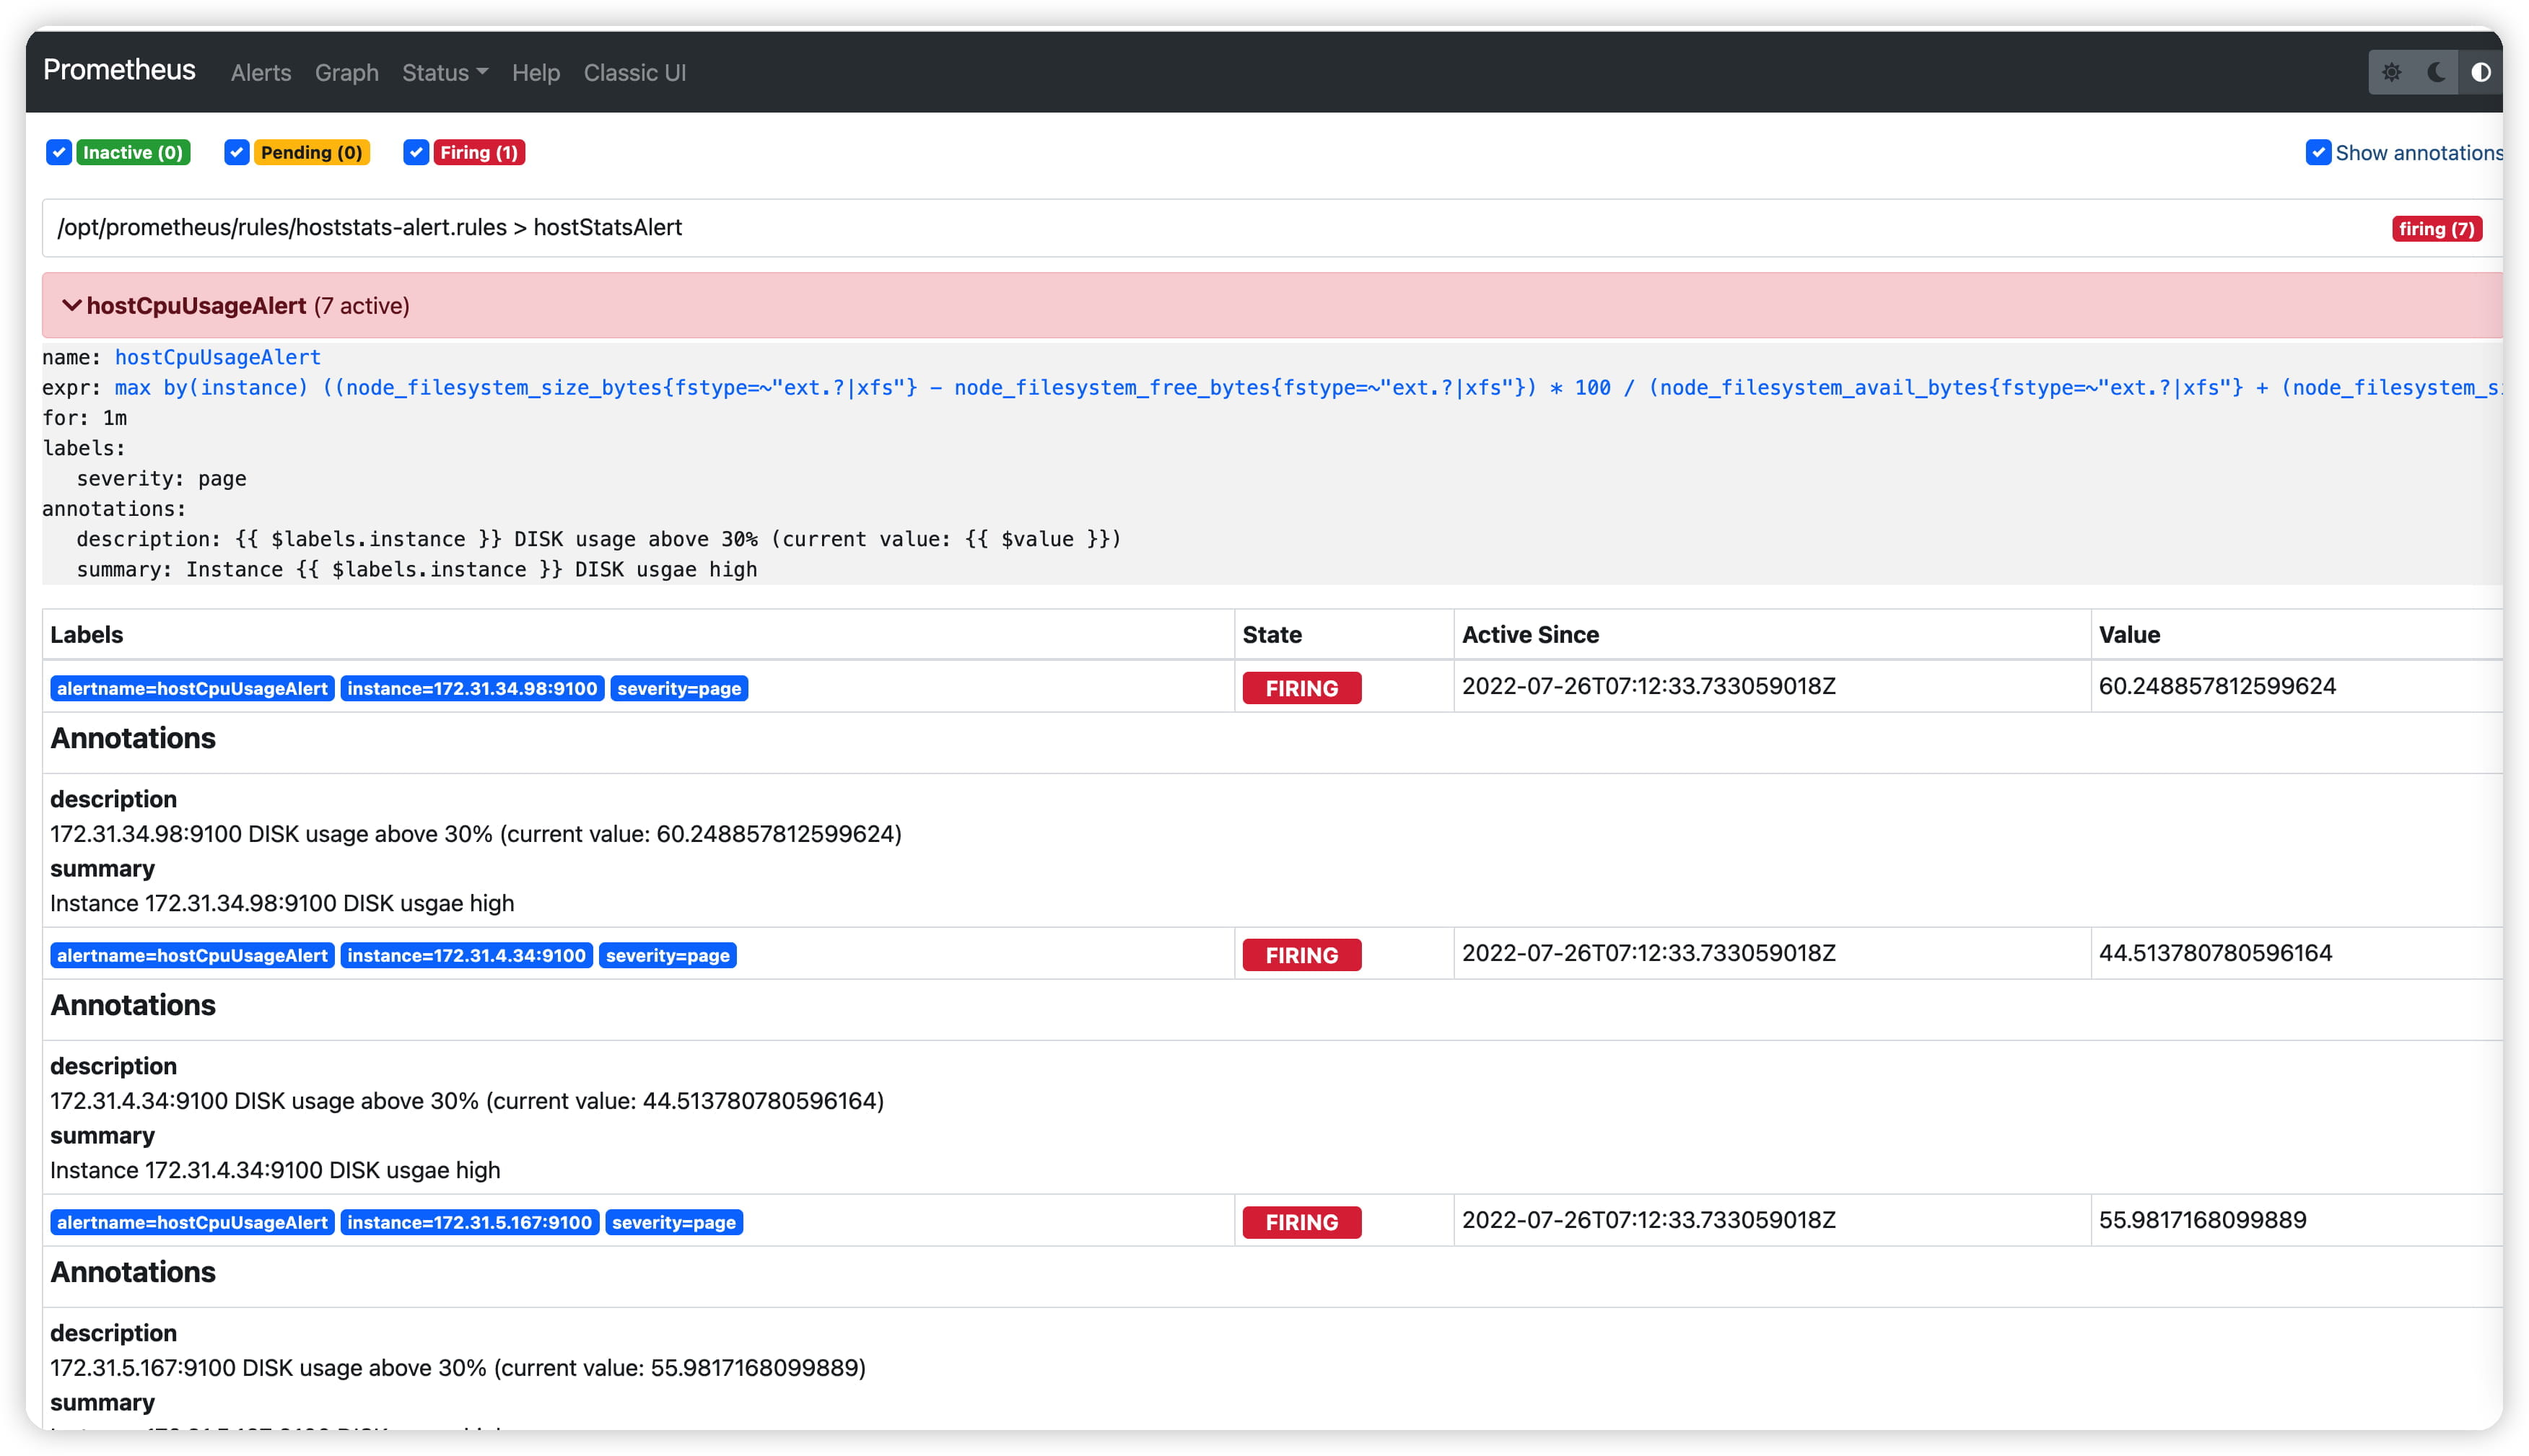 Prometheus Alerts Graph Status Help Classic UI
Inactive (0) Pending (0) Firing (1) Show annotations
/opt/prometheus/rules/hoststats-alert.rules > hostStatsAlert firing (7)
hostCpuUsageAlert (7 active)
name: hostCpuUsageAlert
expr: max by(instance) ((node_filesystem_size_bytes{fstype=~"ext.?|xfs"} - node_filesystem_free_bytes{fstype=~"ext.?|xfs"}) * 100 / (node_filesystem_avail_bytes{fstype=~"ext.?|xfs"} + (node_filesystem_s
for: 1m
labels:
severity: page
annotations:
description: {{ $labels.instance }} DISK usage above 30% (current value: {{ $value }})
summary: Instance {{ $labels.instance }} DISK usgae high
Labels State Active Since Value
alertname=hostCpuUsageAlert instance=172.31.34.98:9100 severity=page FIRING 2022-07-26T07:12:33.733059018Z 60.248857812599624
Annotations
description
172.31.34.98:9100 DISK usage above 30% (current value: 60.248857812599624)
summary
Instance 172.31.34.98:9100 DISK usgae high
alertname=hostCpuUsageAlert instance=172.31.4.34:9100 severity=page FIRING 2022-07-26T07:12:33.733059018Z 44.513780780596164
Annotations
description
172.31.4.34:9100 DISK usage above 30% (current value: 44.513780780596164)
summary
Instance 172.31.4.34:9100 DISK usgae high
alertname=hostCpuUsageAlert instance=172.31.5.167:9100 severity=page FIRING 2022-07-26T07:12:33.733059018Z 55.9817168099889
Annotations
description
172.31.5.167:9100 DISK usage above 30% (current value: 55.9817168099889)
summary